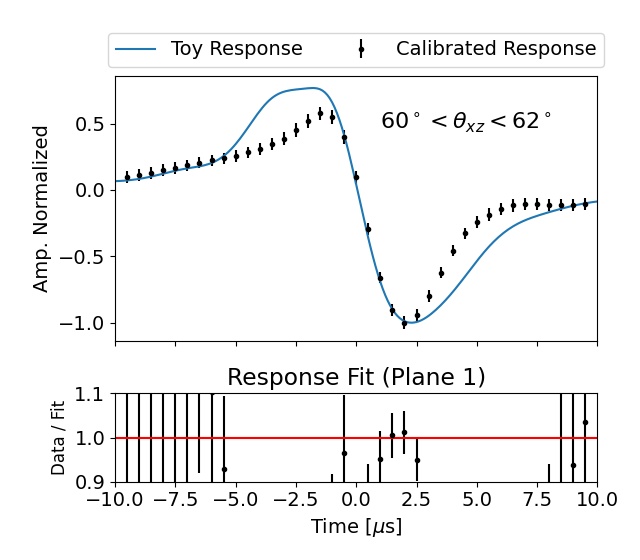 Toy Response Calibrated Response
60° < θxz < 62°
Amp. Normalized
0.5
0.0
−0.5
−1.0
Response Fit (Plane 1)
Data / Fit
1.1
1.0
0.9
−10.0 −7.5 −5.0 −2.5 0.0 2.5 5.0 7.5 10.0
Time [μs]